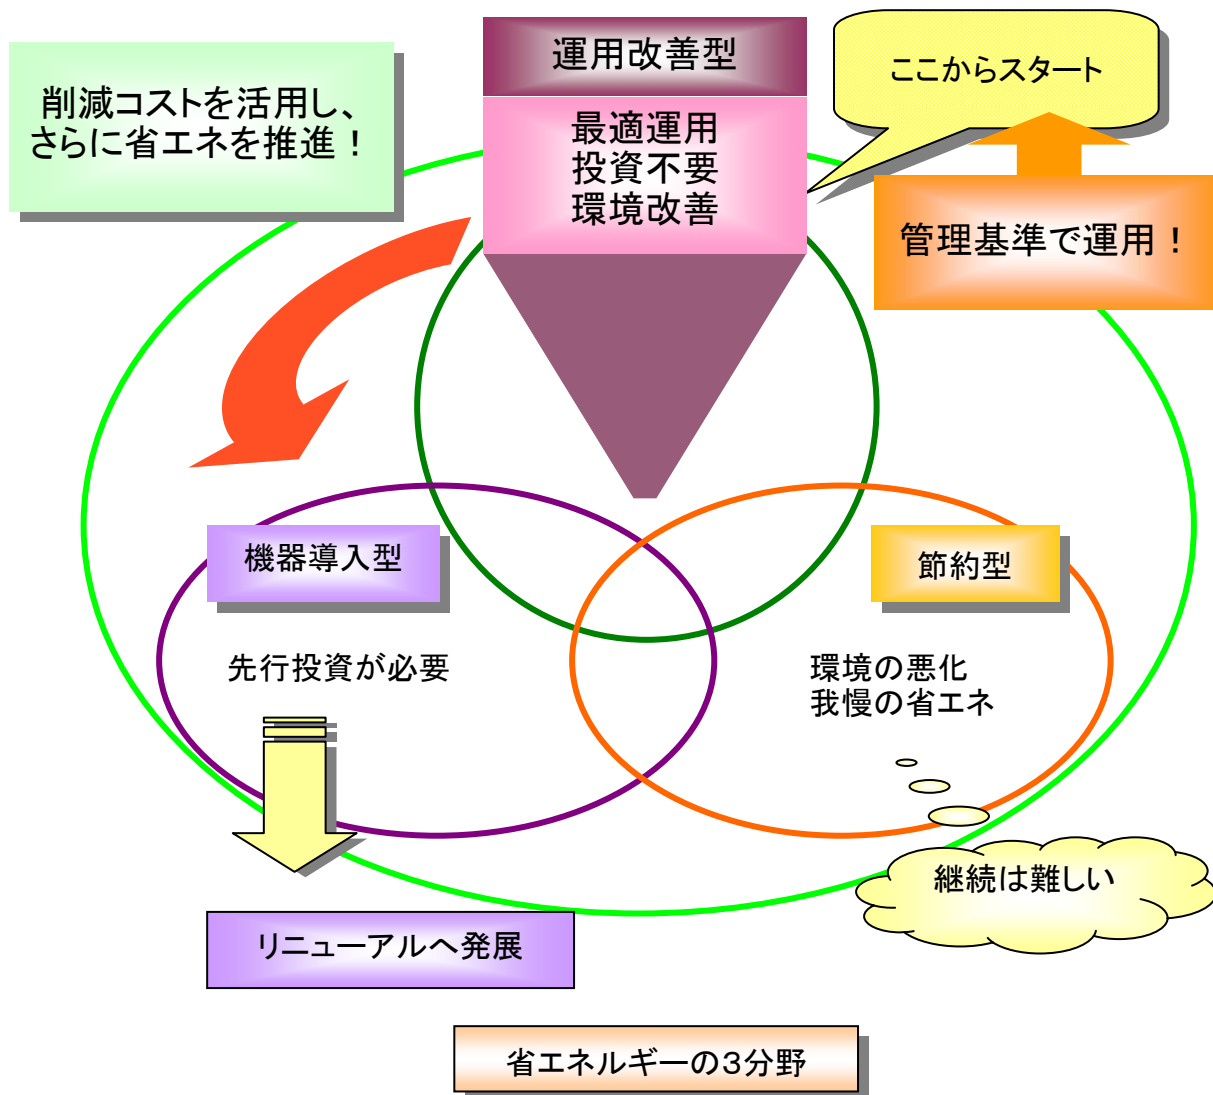 運用改善型
ここからスタート
削減コストを活用し、
さらに省エネを推進！
最適運用
投資不要
環境改善
管理基準で運用！
機器導入型
節約型
先行投資が必要
環境の悪化
我慢の省エネ
継続は難しい
リニューアルへ発展
省エネルギーの３分野